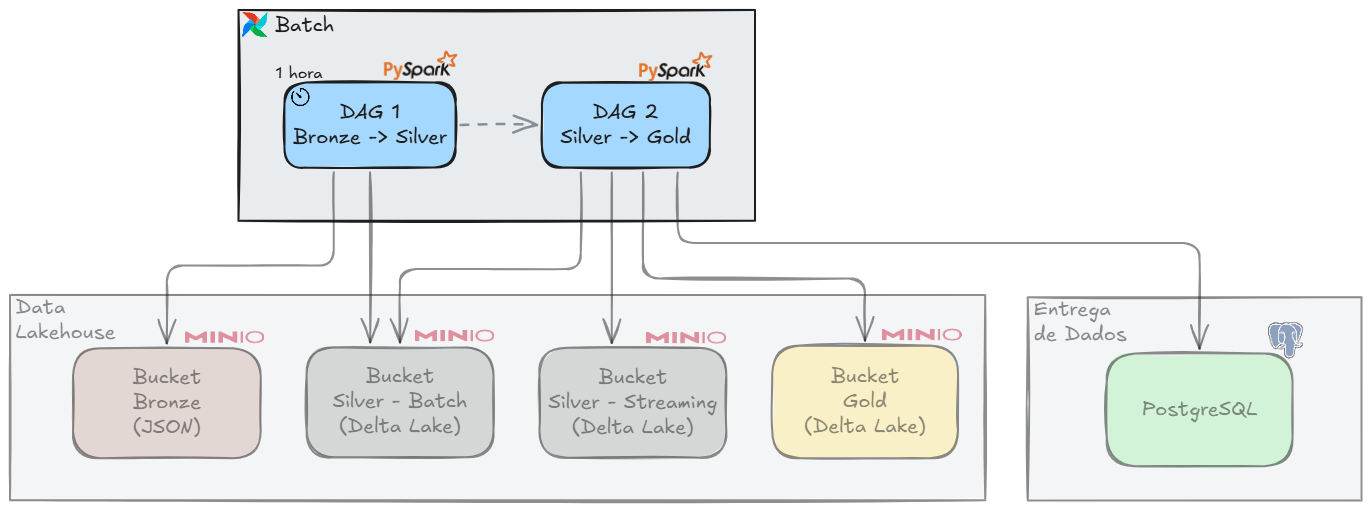 Batch
1 hora
PySpark
DAG 1
Bronze -> Silver
PySpark
DAG 2
Silver -> Gold
Data
Lakehouse
MINIO
Bucket
Bronze
(JSON)
MINIO
Bucket
Silver - Batch
(Delta Lake)
MINIO
Bucket
Silver - Streaming
(Delta Lake)
MINIO
Bucket
Gold
(Delta Lake)
Entrega
de Dados
PostgreSQL